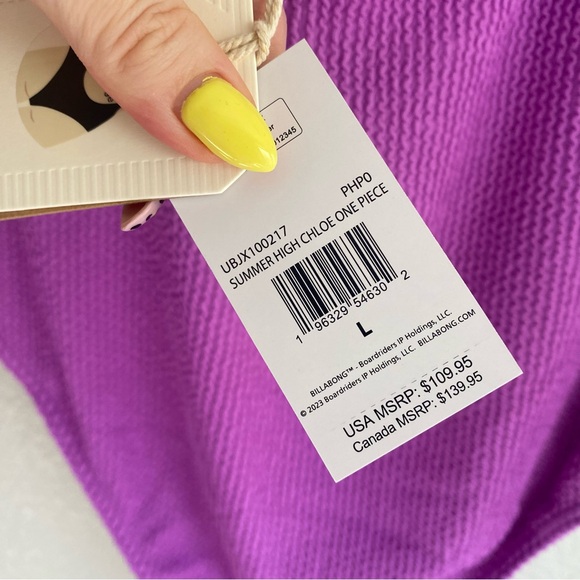 12345
PHP0
UBJX100217
SUMMER HIGH CHLOE ONE PIECE
1 96329 54630 2
L
BILLABONG™ - Boardriders IP Holdings, LLC
© 2023 Boardriders IP Holdings, LLC. BILLABONG.COM
USA MSRP: $109.95
Canada MSRP: $139.95